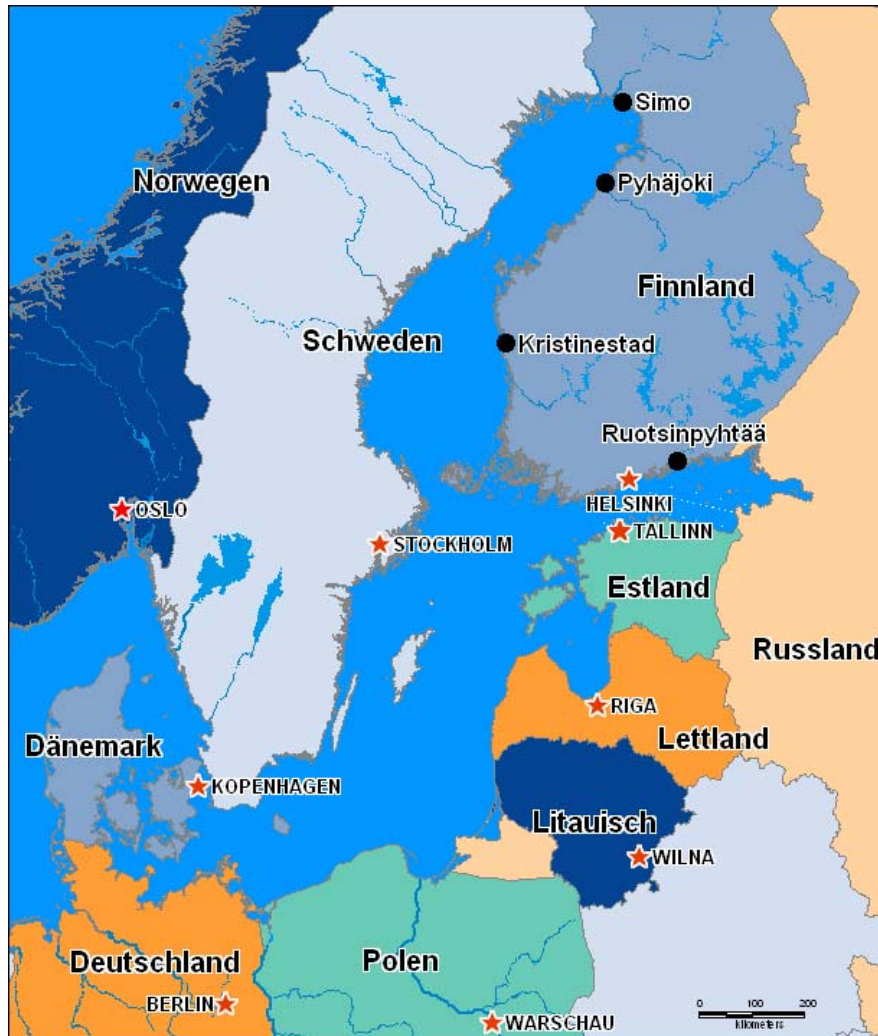 Simo
Norwegen
Pyhäjoki
Finnland
Schweden
Kristinestad
Ruotsinpyhtää
HELSINKI
OSLO
TALLINN
STOCKHOLM
Estland
Russland
RIGA
Lettland
Dänemark
KOPENHAGEN
Litauisch
WILNA
Deutschland
Polen
BERLIN
WARSCHAU
0 100 200
kilometers